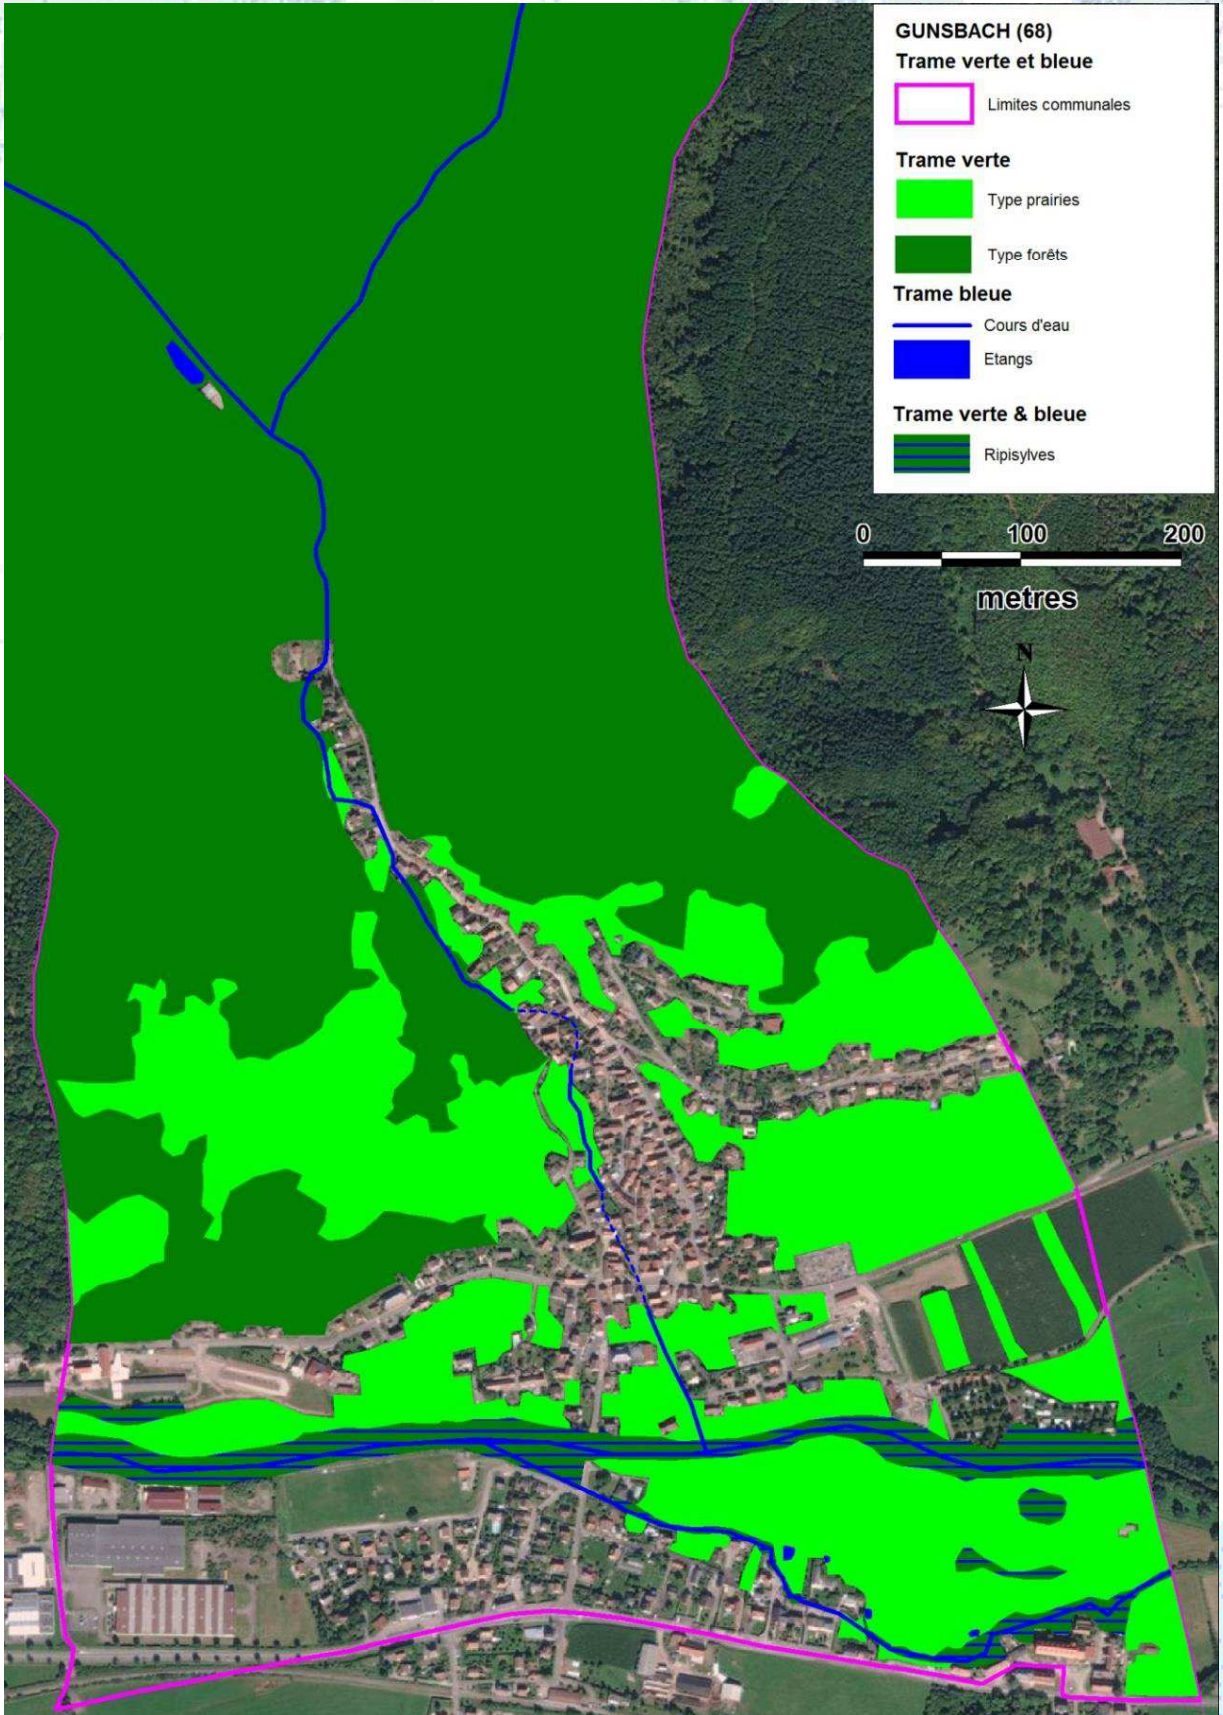 GUNSBACH (68)
Trame verte et bleue
Limites communales
Trame verte
Type prairies
Type forêts
Trame bleue
Cours d'eau
Etangs
Trame verte & bleue
Ripisylves
0 100 200
metres
N